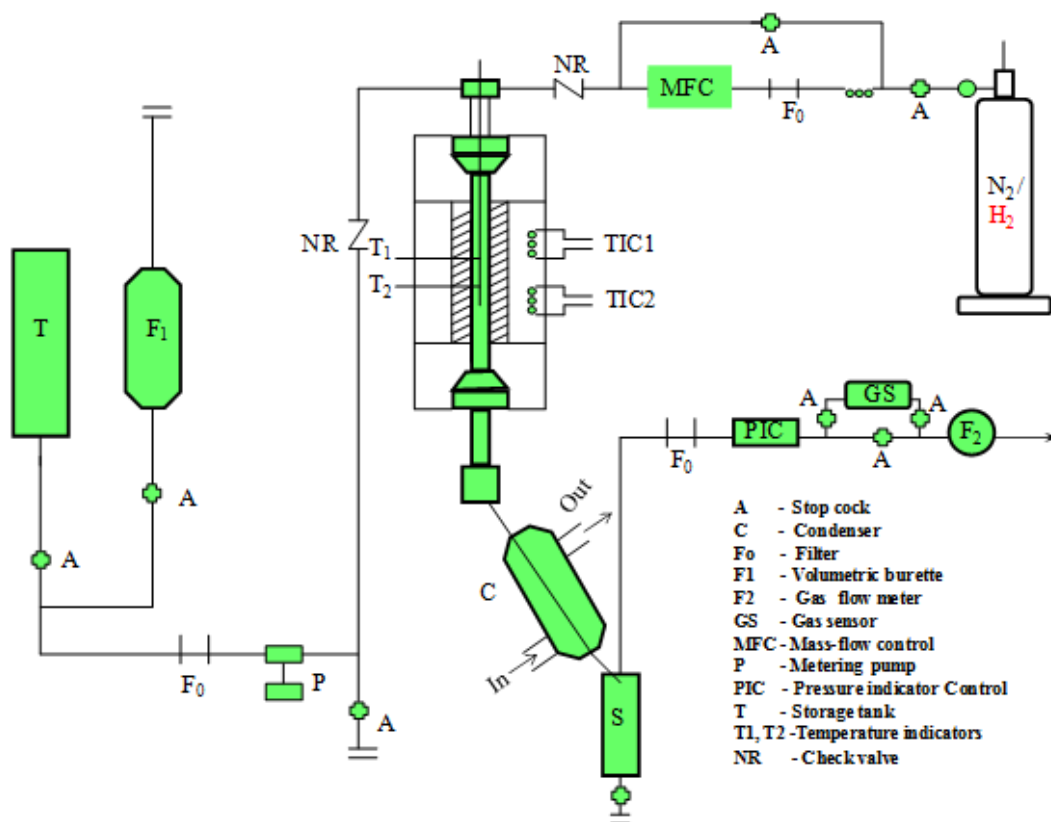 A
NR
MFC
F0
A
N2/
H2
NR
T1
TIC1
T2
TIC2
T
F1
A
GS
A
PIC
F2
F0
A
A
Out
A
C
In
F0
P
A
S
A - Stop cock
C - Condenser
Fo - Filter
F1 - Volumetric burette
F2 - Gas flow meter
GS - Gas sensor
MFC - Mass-flow control
P - Metering pump
PIC - Pressure indicator Control
T - Storage tank
T1, T2 -Temperature indicators
NR - Check valve